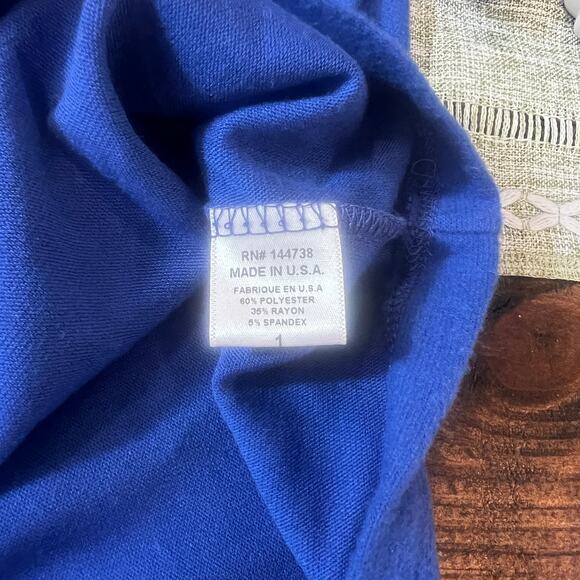 RN# 144738
MADE IN U.S.A.
FABRIQUE EN U.S.A
60% POLYESTER
35% RAYON
5% SPANDEX
1